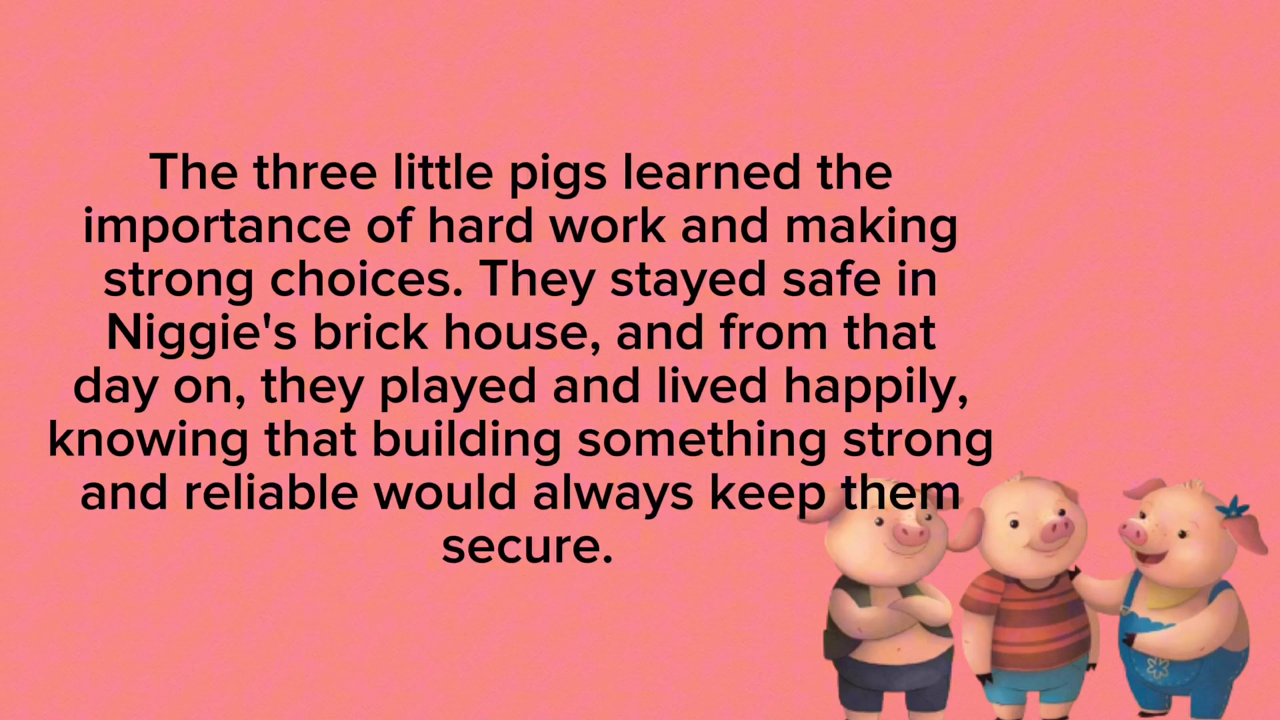 The three little pigs learned the
importance of hard work and making
strong choices. They stayed safe in
Niggie's brick house, and from that
day on, they played and lived happily,
knowing that building something strong
and reliable would always keep them
secure.